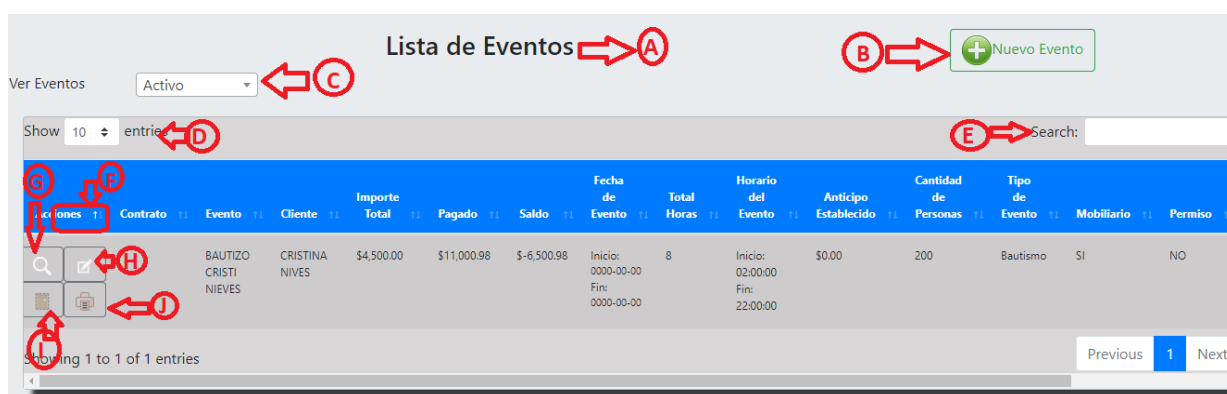 Lista de Eventos A
B Nuevo Evento
Ver Eventos Activo C
Show 10 entries D
E Search:
G F
Acciones Contrato Evento Cliente Importe Total Pagado Saldo Fecha de Evento Total Horas Horario del Evento Anticipo Establecido Cantidad de Personas Tipo de Evento Mobiliario Permiso
H BAUTIZO CRISTI NIEVES CRISTINA NIVES $4,500.00 $11,000.98 $-6,500.98 Inicio: 0000-00-00 Fin: 0000-00-00 8 Inicio: 02:00:00 Fin: 22:00:00 $0.00 200 Bautismo SI NO
J
I
Showing 1 to 1 of 1 entries
Previous 1 Next